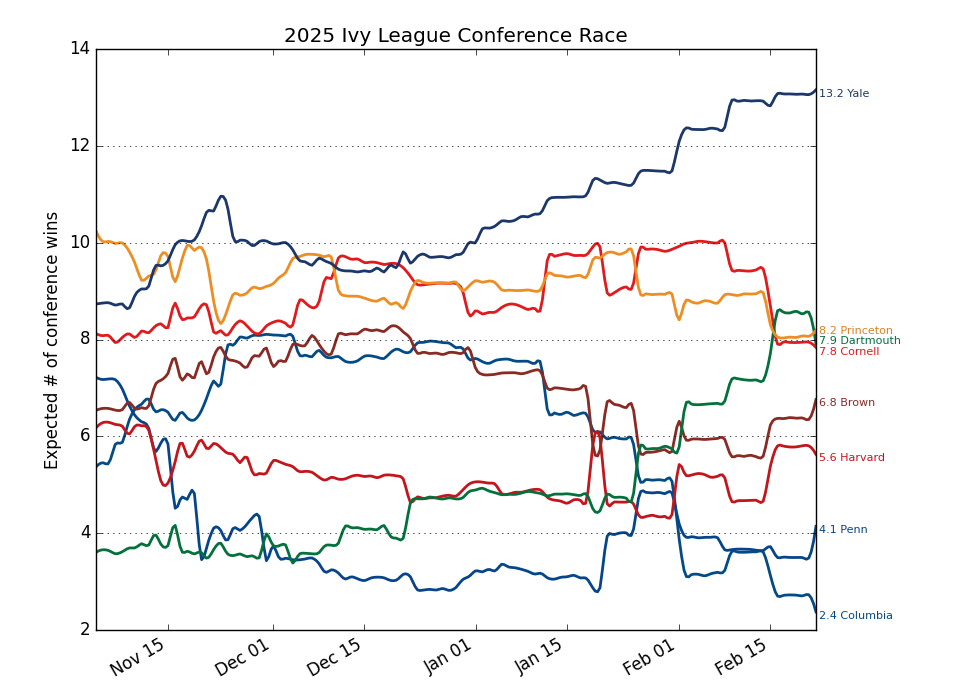 2025 Ivy League Conference Race
Expected # of conference wins
14
12
10
8
6
4
2
Nov 15
Dec 01
Dec 15
Jan 01
Jan 15
Feb 01
Feb 15
13.2 Yale
8.2 Princeton
7.9 Dartmouth
7.8 Cornell
6.8 Brown
5.6 Harvard
4.1 Penn
2.4 Columbia